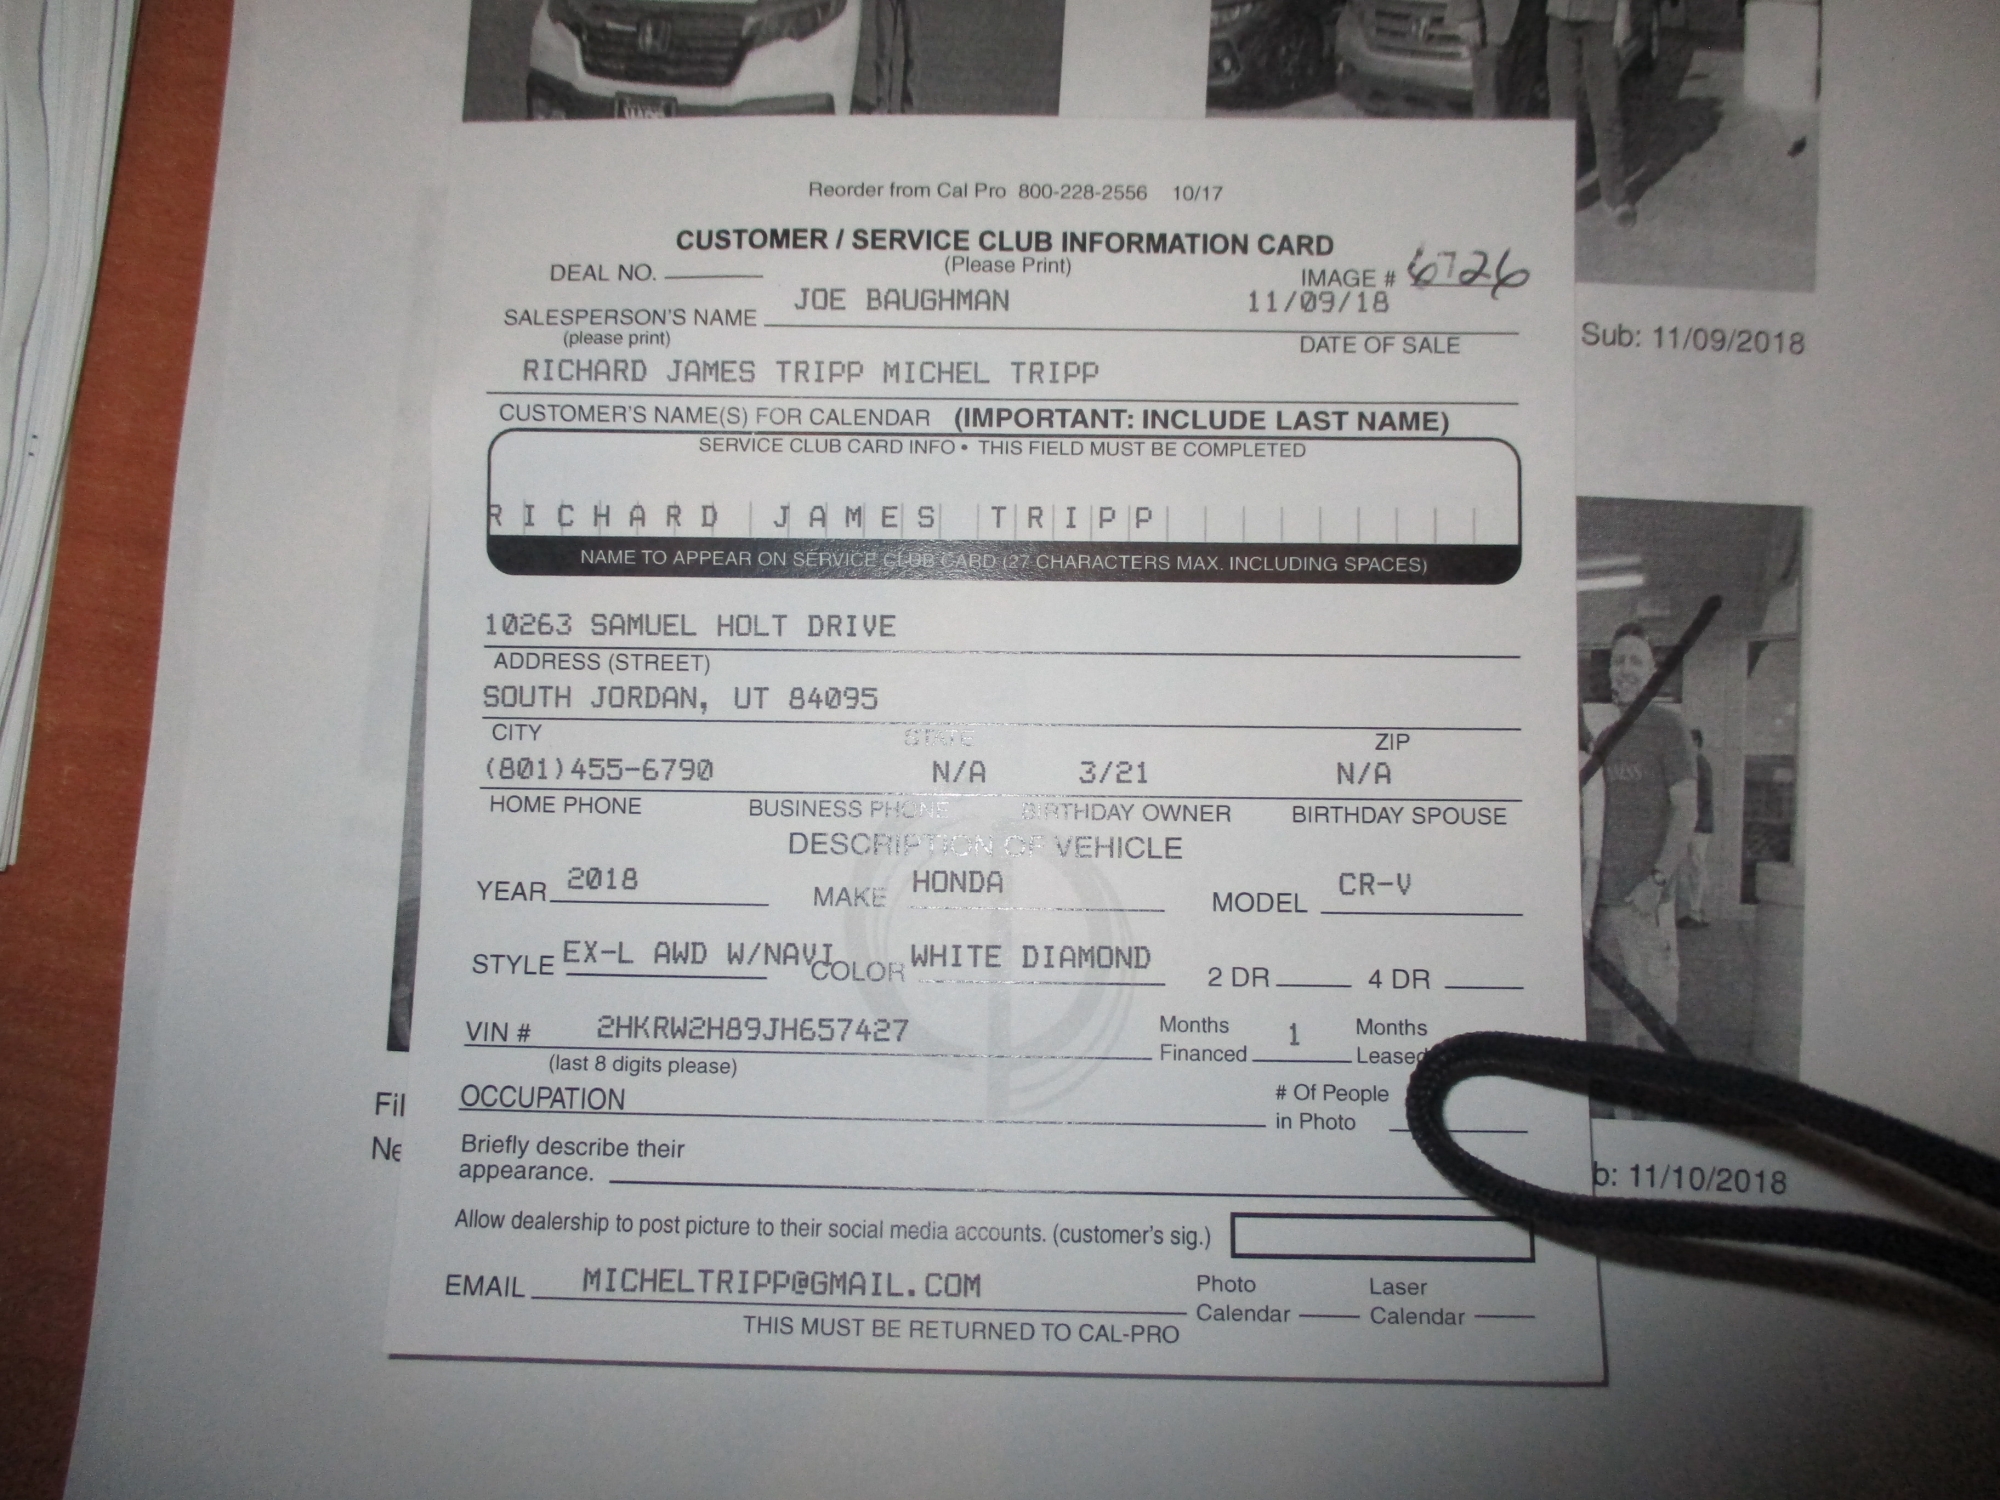 Reorder from Cal Pro 800-228-2556 10/17
CUSTOMER / SERVICE CLUB INFORMATION CARD
(Please Print)
DEAL NO.
IMAGE # 6726
SALESPERSON'S NAME JOE BAUGHMAN 11/09/18
(please print) DATE OF SALE
RICHARD JAMES TRIPP MICHEL TRIPP
CUSTOMER'S NAME(S) FOR CALENDAR (IMPORTANT: INCLUDE LAST NAME)
SERVICE CLUB CARD INFO • THIS FIELD MUST BE COMPLETED
RICHARD JAMES TRIPP
NAME TO APPEAR ON SERVICE CLUB CARD (27 CHARACTERS MAX. INCLUDING SPACES)
10263 SAMUEL HOLT DRIVE
ADDRESS (STREET)
SOUTH JORDAN, UT 84095
CITY STATE ZIP
(801)455-6790 N/A 3/21 N/A
HOME PHONE BUSINESS PHONE BIRTHDAY OWNER BIRTHDAY SPOUSE
DESCRIPTION OF VEHICLE
YEAR 2018 MAKE HONDA MODEL CR-V
STYLE EX-L AWD W/NAVI COLOR WHITE DIAMOND 2 DR 4 DR
VIN # 2HKRW2H89JH657427 Months Financed 1 Months Leased
(last 8 digits please)
OCCUPATION # Of People in Photo
Briefly describe their
appearance.
Allow dealership to post picture to their social media accounts. (customer's sig.)
EMAIL MICHELTRIPP@GMAIL.COM Photo Calendar Laser Calendar
THIS MUST BE RETURNED TO CAL-PRO
Sub: 11/09/2018
b: 11/10/2018
Fil
Ne